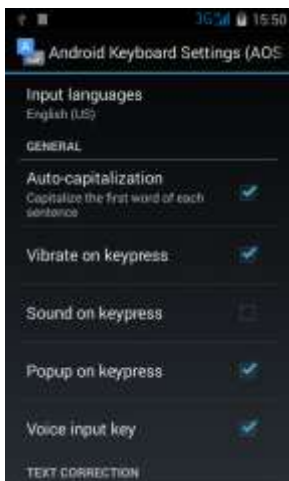 3G 15:50
Android Keyboard Settings (AOS
Input languages
English (US)
GENERAL
Auto-capitalization
Capitalize the first word of each
sentence
Vibrate on keypress
Sound on keypress
Popup on keypress
Voice input key
TEXT CORRECTION